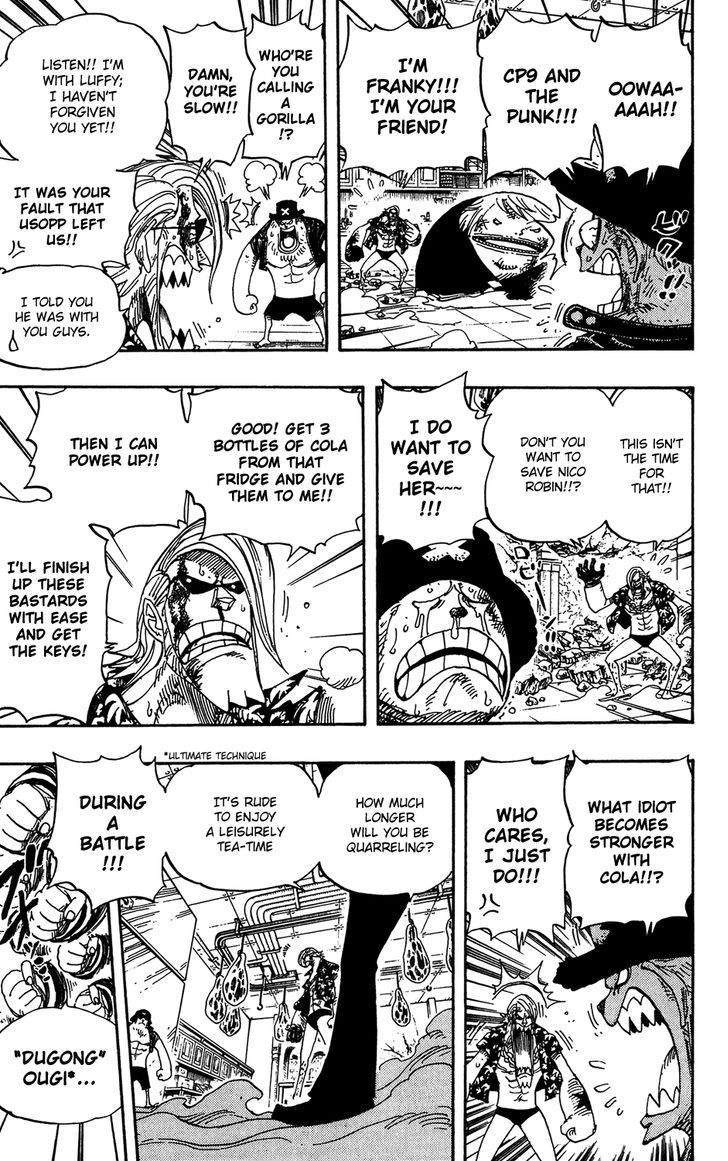 OOWAA-
AAAH!!
CP9 AND
THE
PUNK!!!
I'M
FRANKY!!!
I'M YOUR
FRIEND!
WHO'RE
YOU
CALLING
A
GORILLA
!?
DAMN,
YOU'RE
SLOW!!
LISTEN!! I'M
WITH LUFFY;
I HAVEN'T
FORGIVEN
YOU YET!!
IT WAS YOUR
FAULT THAT
USOPP LEFT
US!!
I TOLD YOU
HE WAS WITH
YOU GUYS.
THIS ISN'T
THE TIME
FOR
THAT!!
DON'T YOU
WANT TO
SAVE NICO
ROBIN!!?
I DO
WANT TO
SAVE
HER~~~
!!!
GOOD! GET 3
BOTTLES OF COLA
FROM THAT
FRIDGE AND GIVE
THEM TO ME!!
THEN I CAN
POWER UP!!
I'LL FINISH
UP THESE
BASTARDS
WITH EASE
AND GET
THE KEYS!
WHAT IDIOT
BECOMES
STRONGER
WITH
COLA!!?
WHO
CARES,
I JUST
DO!!!
*ULTIMATE TECHNIQUE
HOW MUCH
LONGER
WILL YOU BE
QUARRELING?
IT'S RUDE
TO ENJOY
A LEISURELY
TEA-TIME
DURING
A
BATTLE
!!!
"DUGONG"
OUGI*...